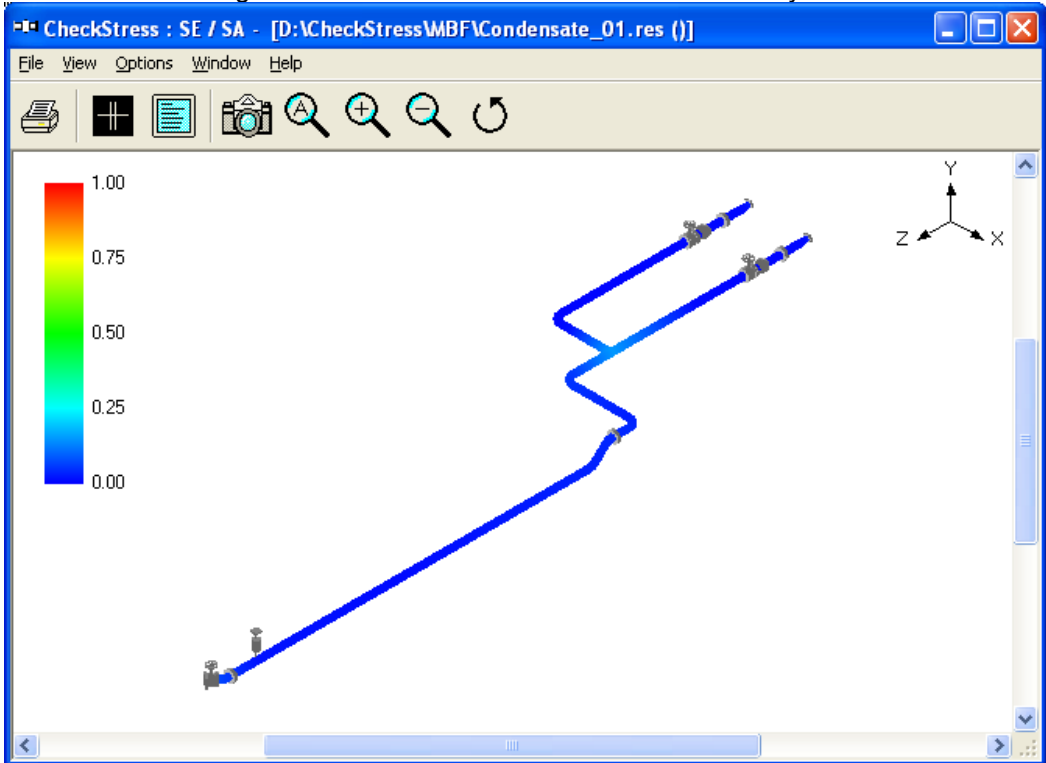 CheckStress : SE / SA - [D:\CheckStress\MBF\Condensate_01.res ()]
File View Options Window Help
A
1.00
0.75
0.50
0.25
0.00
Y
Z X